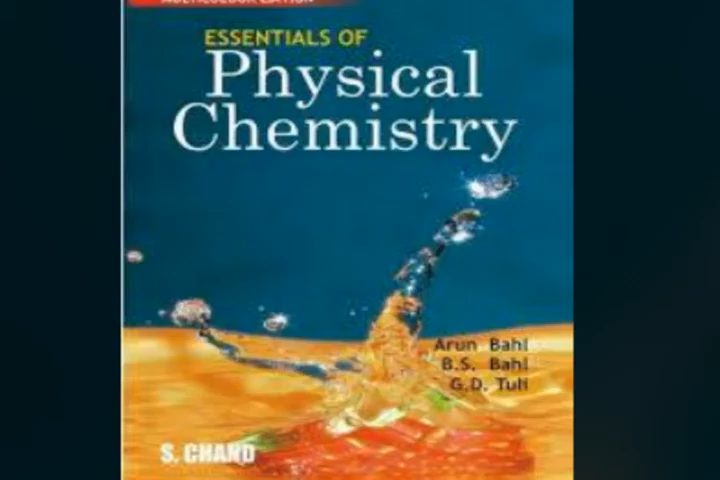 ESSENTIALS OF
Physical
Chemistry
Arun Bahl
B.S. Bahl
G.D. Tuli
S. CHAND